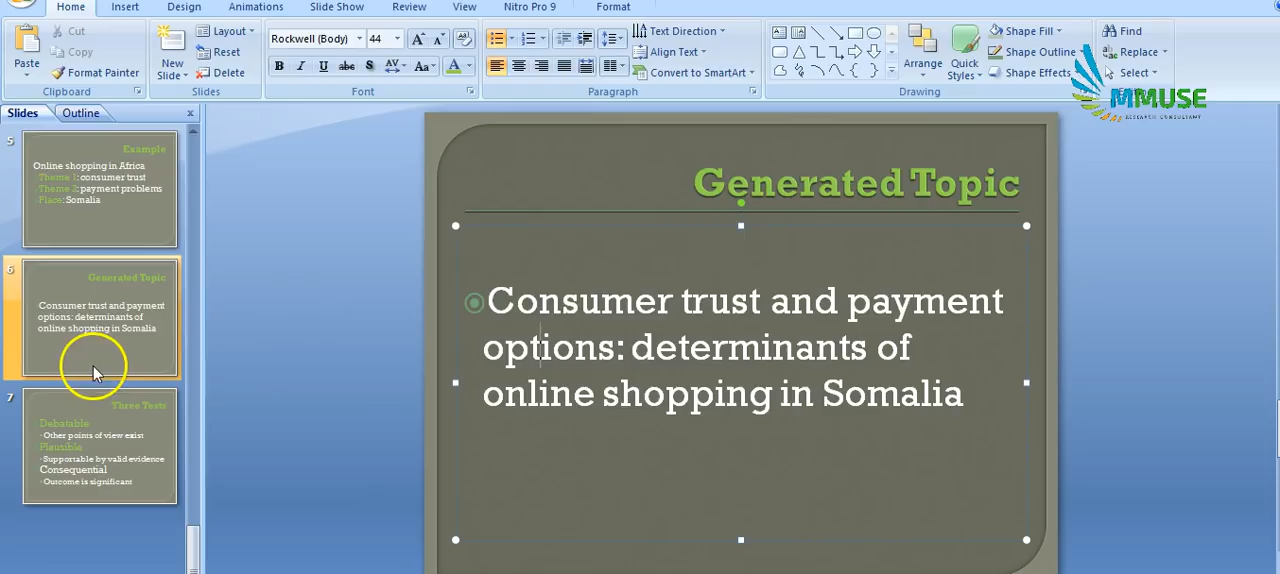 Home Insert Design Animations Slide Show Review View Nitro Pro 9 Format
Paste
Cut
Copy
Format Painter
Clipboard
New Slide
Layout
Reset
Delete
Slides
Rockwell (Body) 44
B I U abc S AV Aa A
Font
Text Direction
Align Text
Convert to SmartArt
Paragraph
Arrange
Quick Styles
Shape Fill
Shape Outline
Shape Effects
Drawing
Find
Replace
Select
MMUSE
RESEARCH CONSULTANT
Slides Outline x
5
Example
Online shopping in Africa
Theme 1: consumer trust
Theme 2: payment problems
Place: Somalia
6
Generated Topic
Consumer trust and payment
options: determinants of
online shopping in Somalia
7
Three Tests
Debatable
Other points of view exist
Plausible
Supportable by valid evidence
Consequential
Outcome is significant
Generated Topic
Consumer trust and payment
options: determinants of
online shopping in Somalia